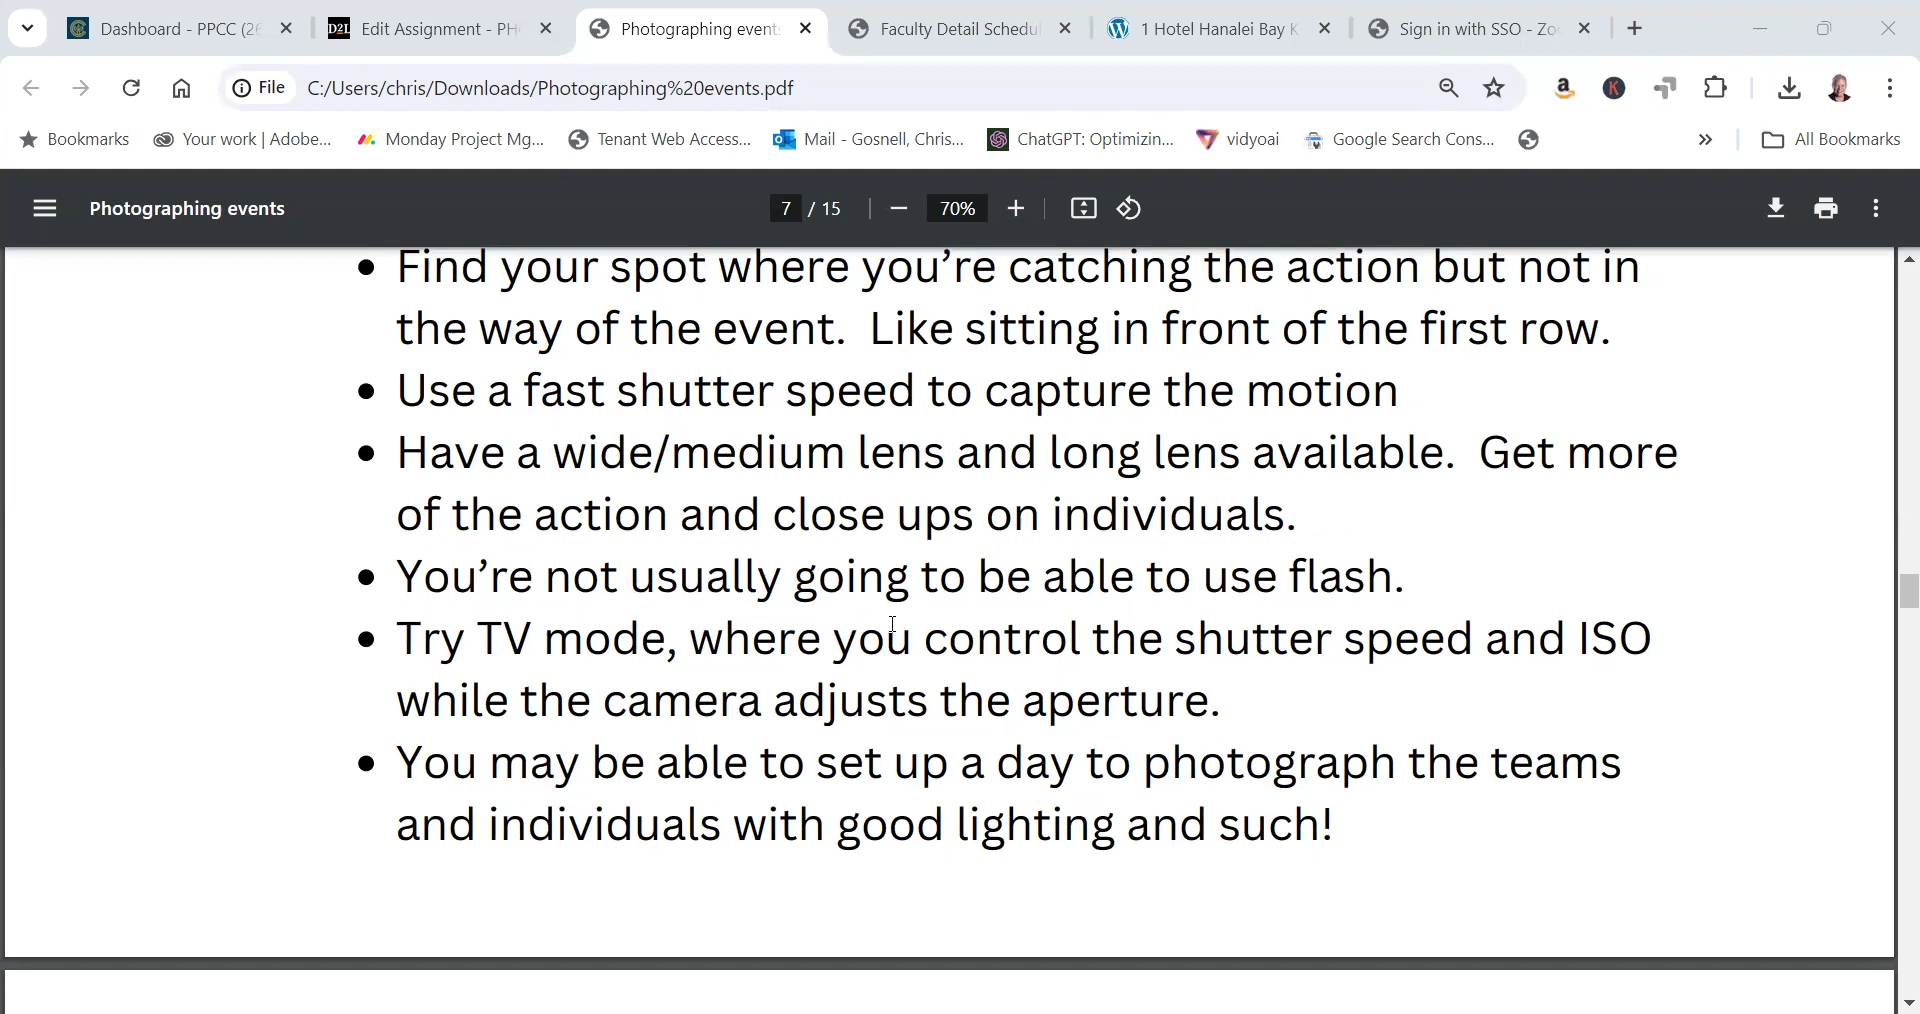 Dashboard - PPCC (26
Edit Assignment - PH
Photographing event
Faculty Detail Schedul
1 Hotel Hanalei Bay K
Sign in with SSO - Zo
File
C:/Users/chris/Downloads/Photographing%20events.pdf
Bookmarks
Your work | Adobe...
Monday Project Mg...
Tenant Web Access...
Mail - Gosnell, Chris...
ChatGPT: Optimizin...
vidyoai
Google Search Cons...
All Bookmarks
Photographing events
7 / 15
70%
• Find your spot where you’re catching the action but not in
the way of the event.  Like sitting in front of the first row.
• Use a fast shutter speed to capture the motion
• Have a wide/medium lens and long lens available.  Get more
of the action and close ups on individuals.
• You’re not usually going to be able to use flash.
• Try TV mode, where you control the shutter speed and ISO
while the camera adjusts the aperture.
• You may be able to set up a day to photograph the teams
and individuals with good lighting and such!